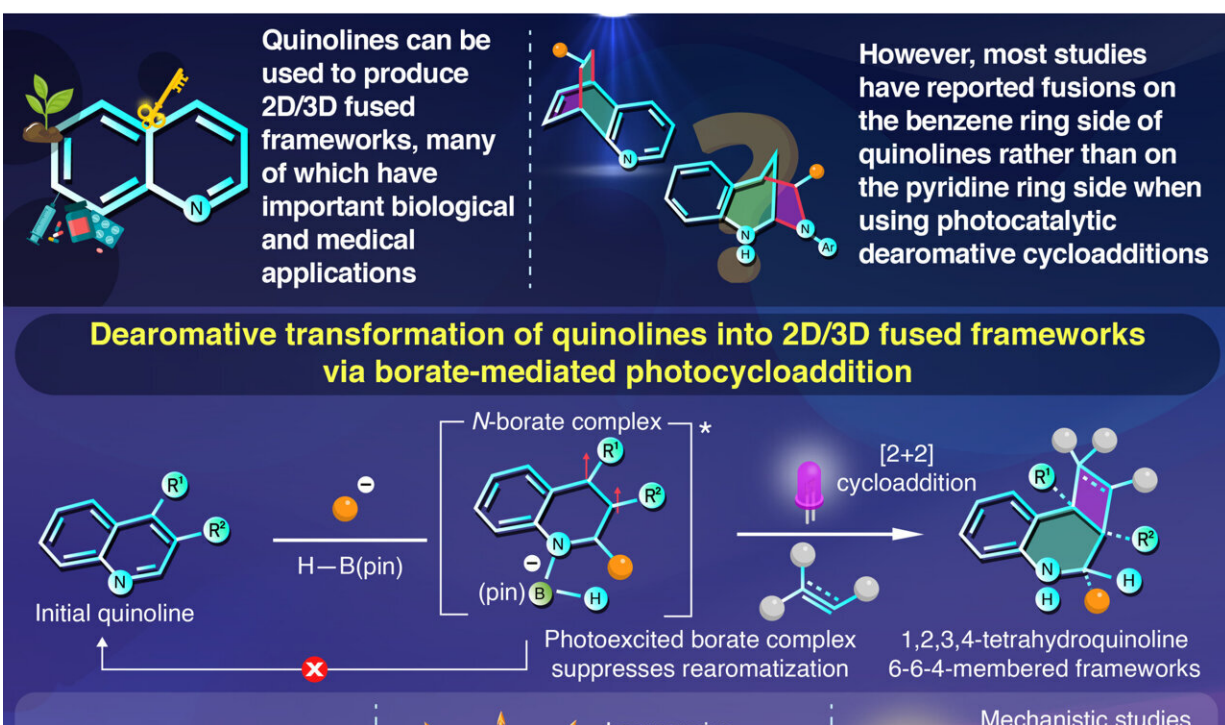 Quinolines can be
used to produce
2D/3D fused
frameworks, many
of which have
important biological
and medical
applications
N
N
N
H
N
Ar
?
However, most studies
have reported fusions on
the benzene ring side of
quinolines rather than on
the pyridine ring side when
using photocatalytic
dearomative cycloadditions
Dearomative transformation of quinolines into 2D/3D fused frameworks
via borate-mediated photocycloaddition
R¹
R²
N
Initial quinoline
−
H—B(pin)
N-borate complex
*
R¹
R²
N
−
(pin) B
H
Photoexcited borate complex
suppresses rearomatization
[2+2]
cycloaddition
R¹
R²
N
H
H
1,2,3,4-tetrahydroquinoline
6-6-4-membered frameworks
X
Mechanistic studies